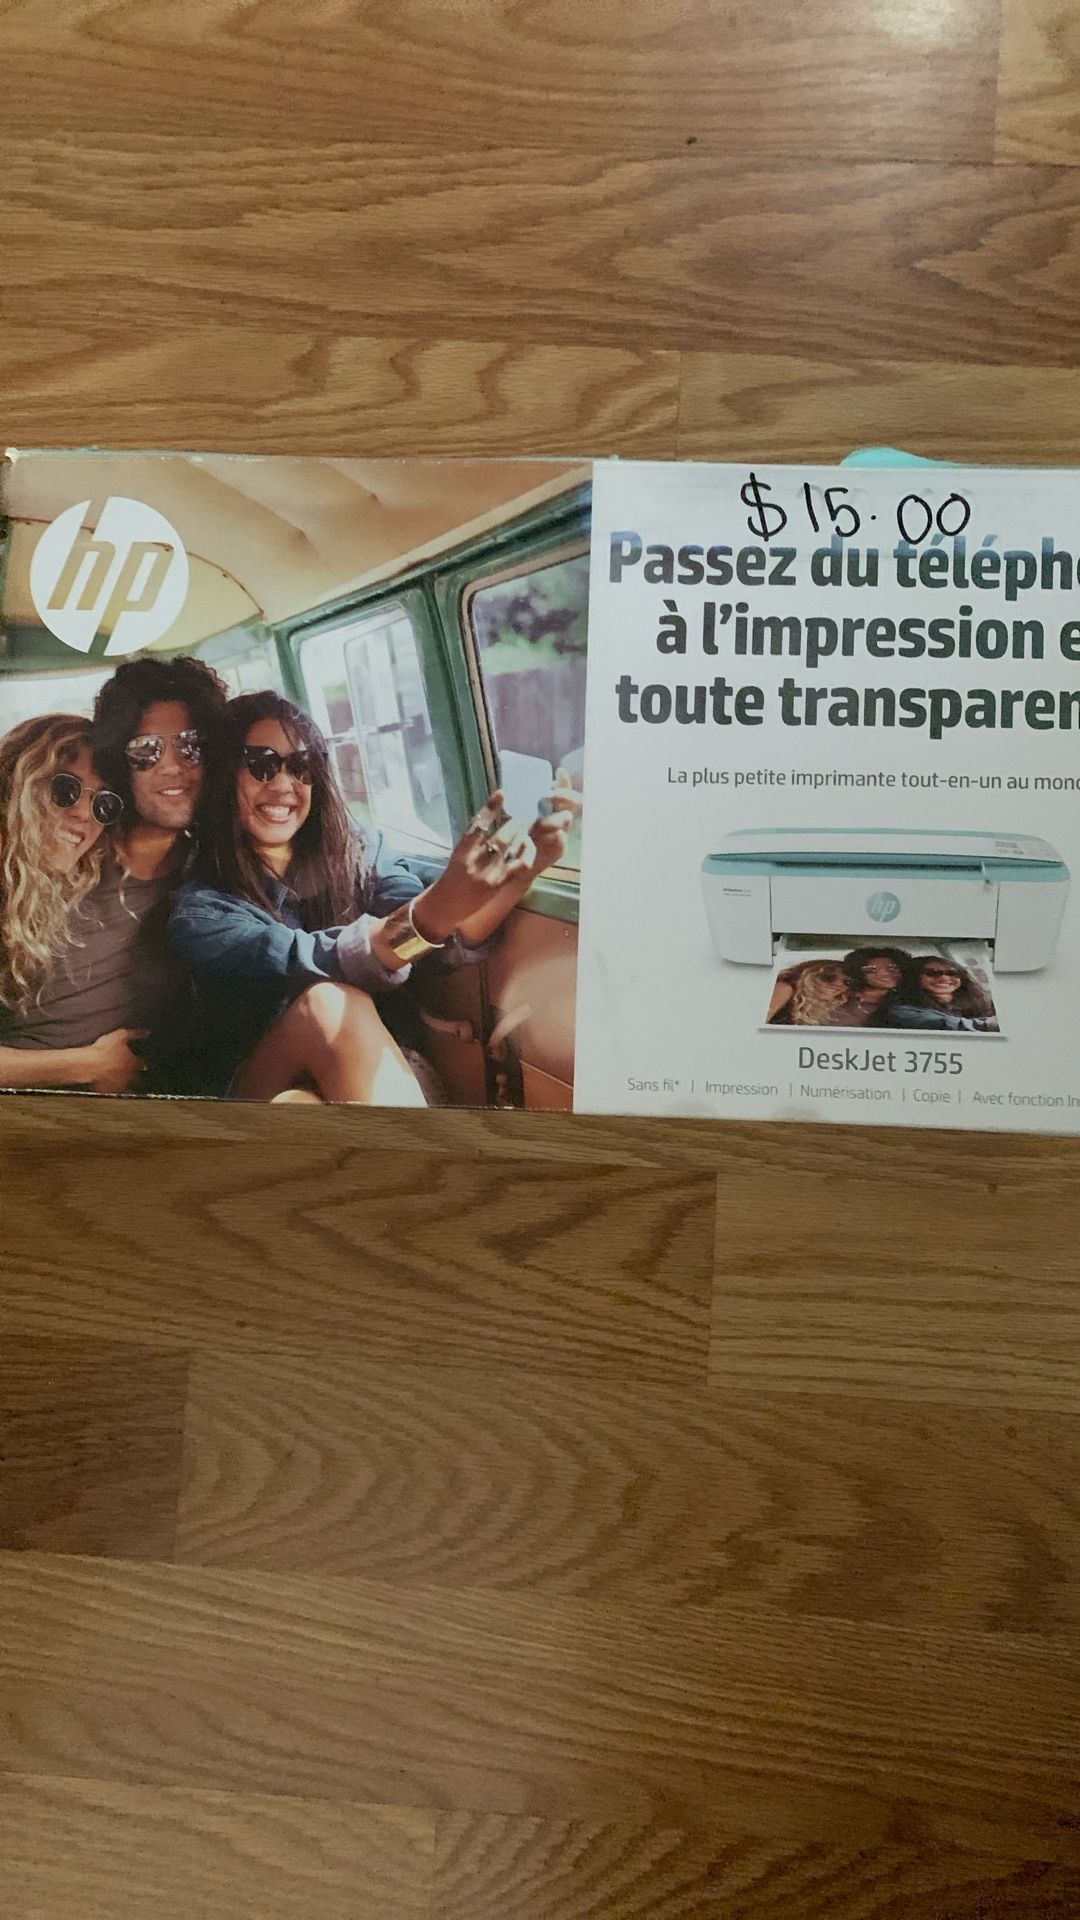 hp
$15.00
Passez du téléph
à l'impression e
toute transparen
La plus petite imprimante tout-en-un au mond
hp
DeskJet 3755
Sans fil* | Impression | Numérisation | Copie | Avec fonction In